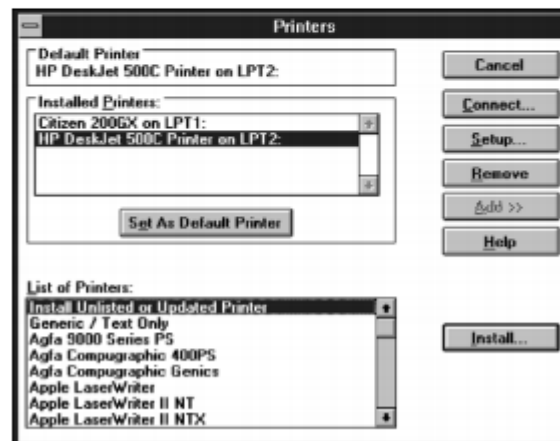 Printers
Default Printer
HP DeskJet 500C Printer on LPT2:
Installed Printers:
Citizen 200GX on LPT1:
HP DeskJet 500C Printer on LPT2:
Set As Default Printer
Cancel
Connect...
Setup...
Remove
Add >>
Help
List of Printers:
Install Unlisted or Updated Printer
Generic / Text Only
Agfa 9000 Series PS
Agfa Compugraphic 400PS
Agfa Compugraphic Genics
Apple LaserWriter
Apple LaserWriter II NT
Apple LaserWriter II NTX
Install...